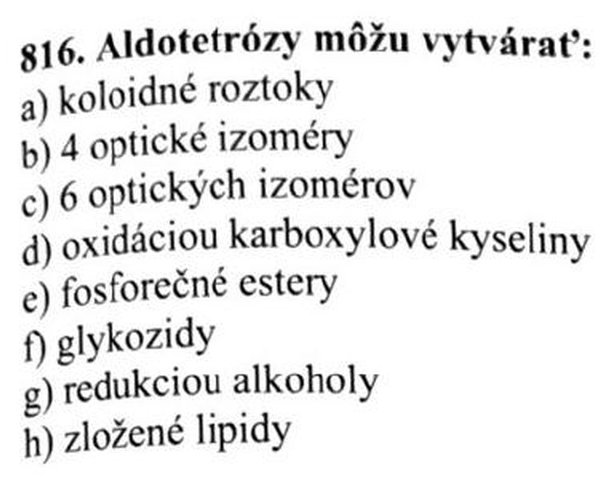 816. Aldotetrózy môžu vytvárať:
a) koloidné roztoky
b) 4 optické izoméry
c) 6 optických izomérov
d) oxidáciou karboxylové kyseliny
e) fosforečné estery
f) glykozidy
g) redukciou alkoholy
h) zložené lipidy